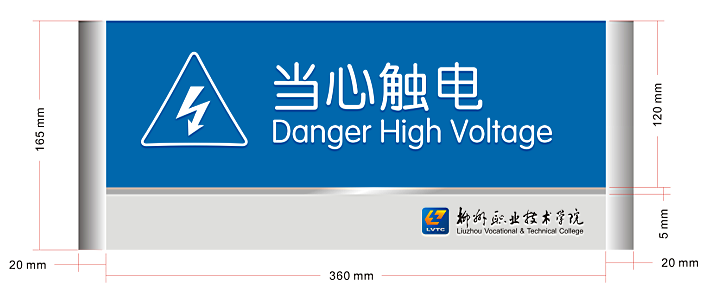 当心触电
Danger High Voltage
LVTC
柳州职业技术学院
Liuzhou Vocational & Technical College
165 mm
120 mm
5 mm
20 mm
360 mm
20 mm